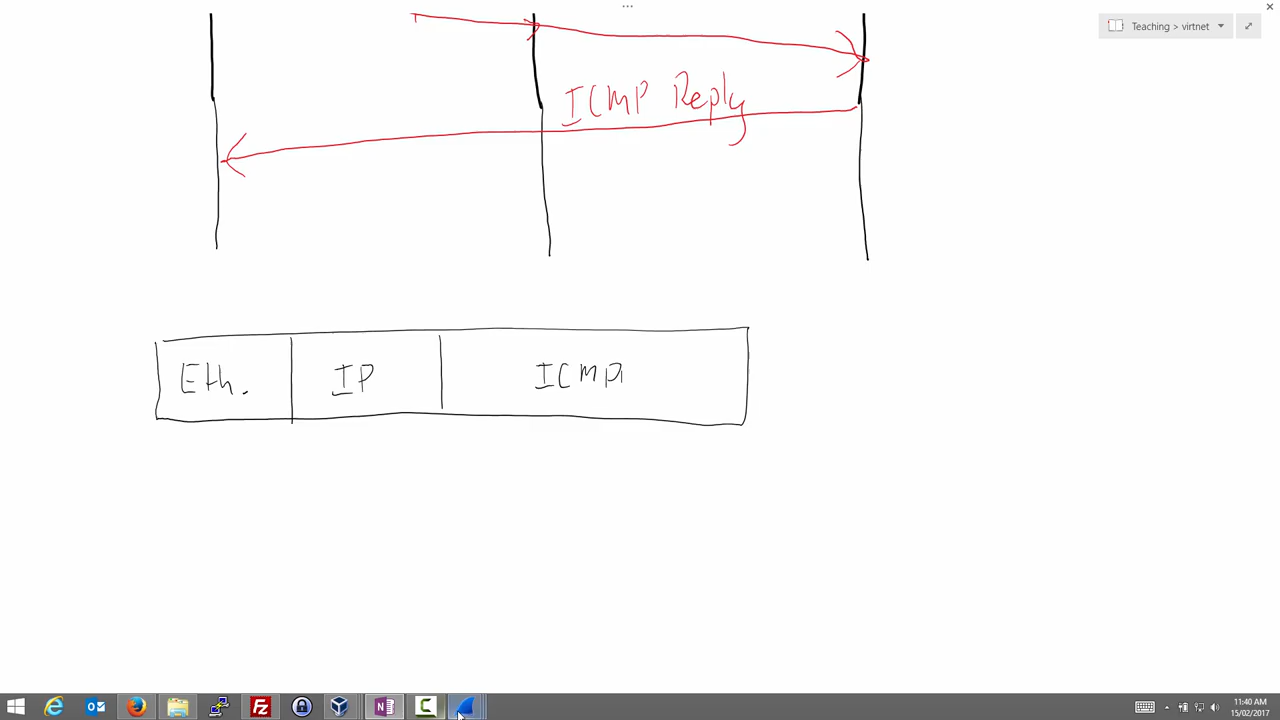 Teaching > virtnet
ICMP Reply
Eth. IP ICMP
11:40 AM
15/02/2017